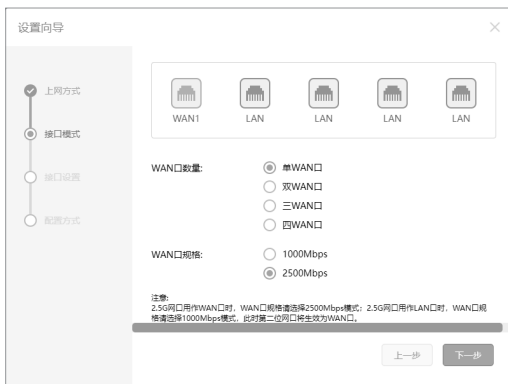 设置向导
上网方式
接口模式
接口设置
配置方式
WAN1 LAN LAN LAN LAN
WAN口数量: 单WAN口
双WAN口
三WAN口
四WAN口
WAN口规格: 1000Mbps
2500Mbps
注意:
2.5G网口用作WAN口时，WAN口规格请选择2500Mbps模式；2.5G网口用作LAN口时，WAN口规
格请选择1000Mbps模式，此时第二位网口将生效为WAN口。
上一步 下一步